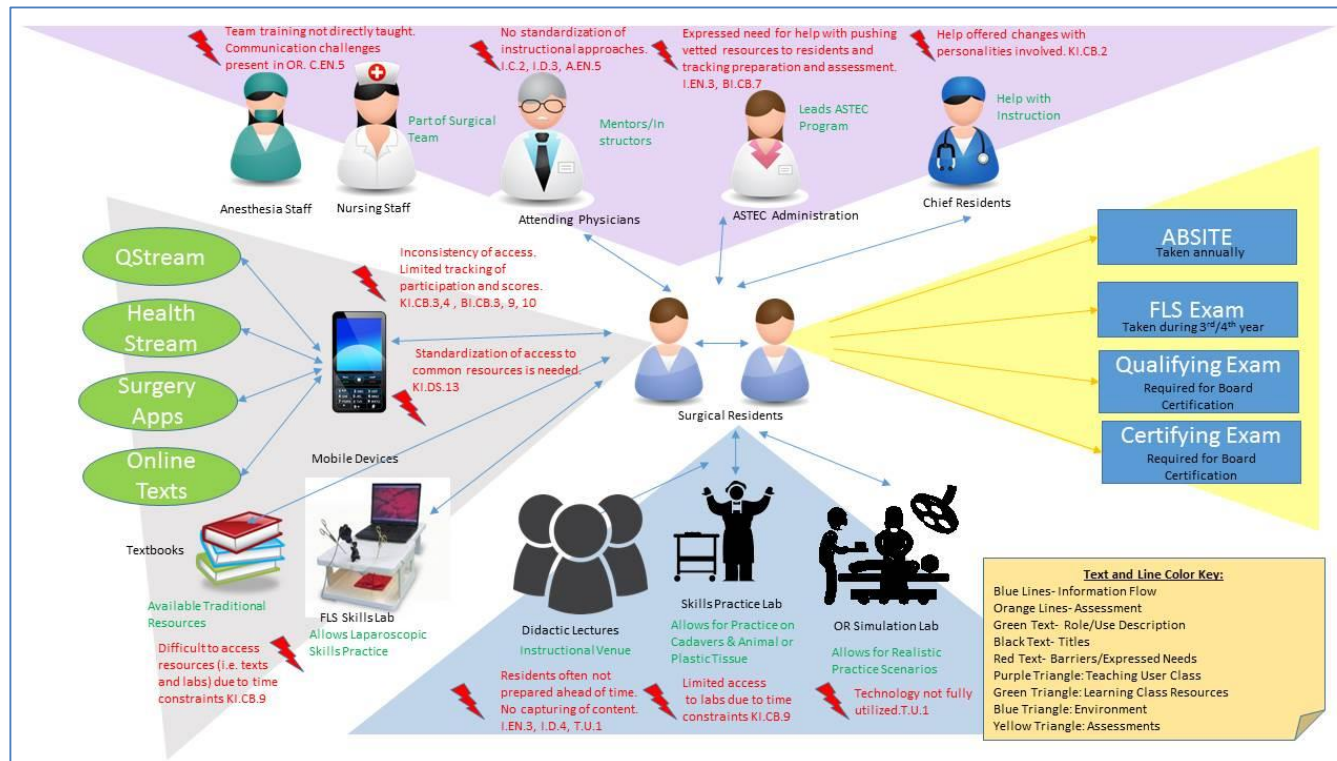 Team training not directly taught.
Communication challenges
present in OR. C.EN.5
No standardization of
instructional approaches.
I.C.2, I.D.3, A.EN.5
Expressed need for help with pushing
vetted resources to residents and
tracking preparation and assessment.
I.EN.3, BI.CB.7
Help offered changes with
personalities involved. KI.CB.2
Part of Surgical
Team
Mentors/In
structors
Leads ASTEC
Program
Help with
Instruction
Anesthesia Staff
Nursing Staff
Attending Physicians
ASTEC Administration
Chief Residents
QStream
Health
Stream
Surgery
Apps
Online
Texts
Inconsistency of access.
Limited tracking of
participation and scores.
KI.CB.3,4 , BI.CB.3, 9, 10
Standardization of access to
common resources is needed.
KI.DS.13
Mobile Devices
Surgical Residents
ABSITE
Taken annually
FLS Exam
Taken during 3rd/4th year
Qualifying Exam
Required for Board
Certification
Certifying Exam
Required for Board
Certification
Textbooks
Available Traditional
Resources
Difficult to access
resources (i.e. texts
and labs) due to time
constraints KI.CB.9
FLS Skills Lab
Allows Laparoscopic
Skills Practice
Didactic Lectures
Instructional Venue
Residents often not
prepared ahead of time.
No capturing of content.
I.EN.3, I.D.4, T.U.1
Skills Practice Lab
Allows for Practice on
Cadavers & Animal or
Plastic Tissue
Limited access
to labs due to time
constraints KI.CB.9
OR Simulation Lab
Allows for Realistic
Practice Scenarios
Technology not fully
utilized.T.U.1
Text and Line Color Key:
Blue Lines- Information Flow
Orange Lines- Assessment
Green Text- Role/Use Description
Black Text- Titles
Red Text- Barriers/Expressed Needs
Purple Triangle: Teaching User Class
Green Triangle: Learning Class Resources
Blue Triangle: Environment
Yellow Triangle: Assessments